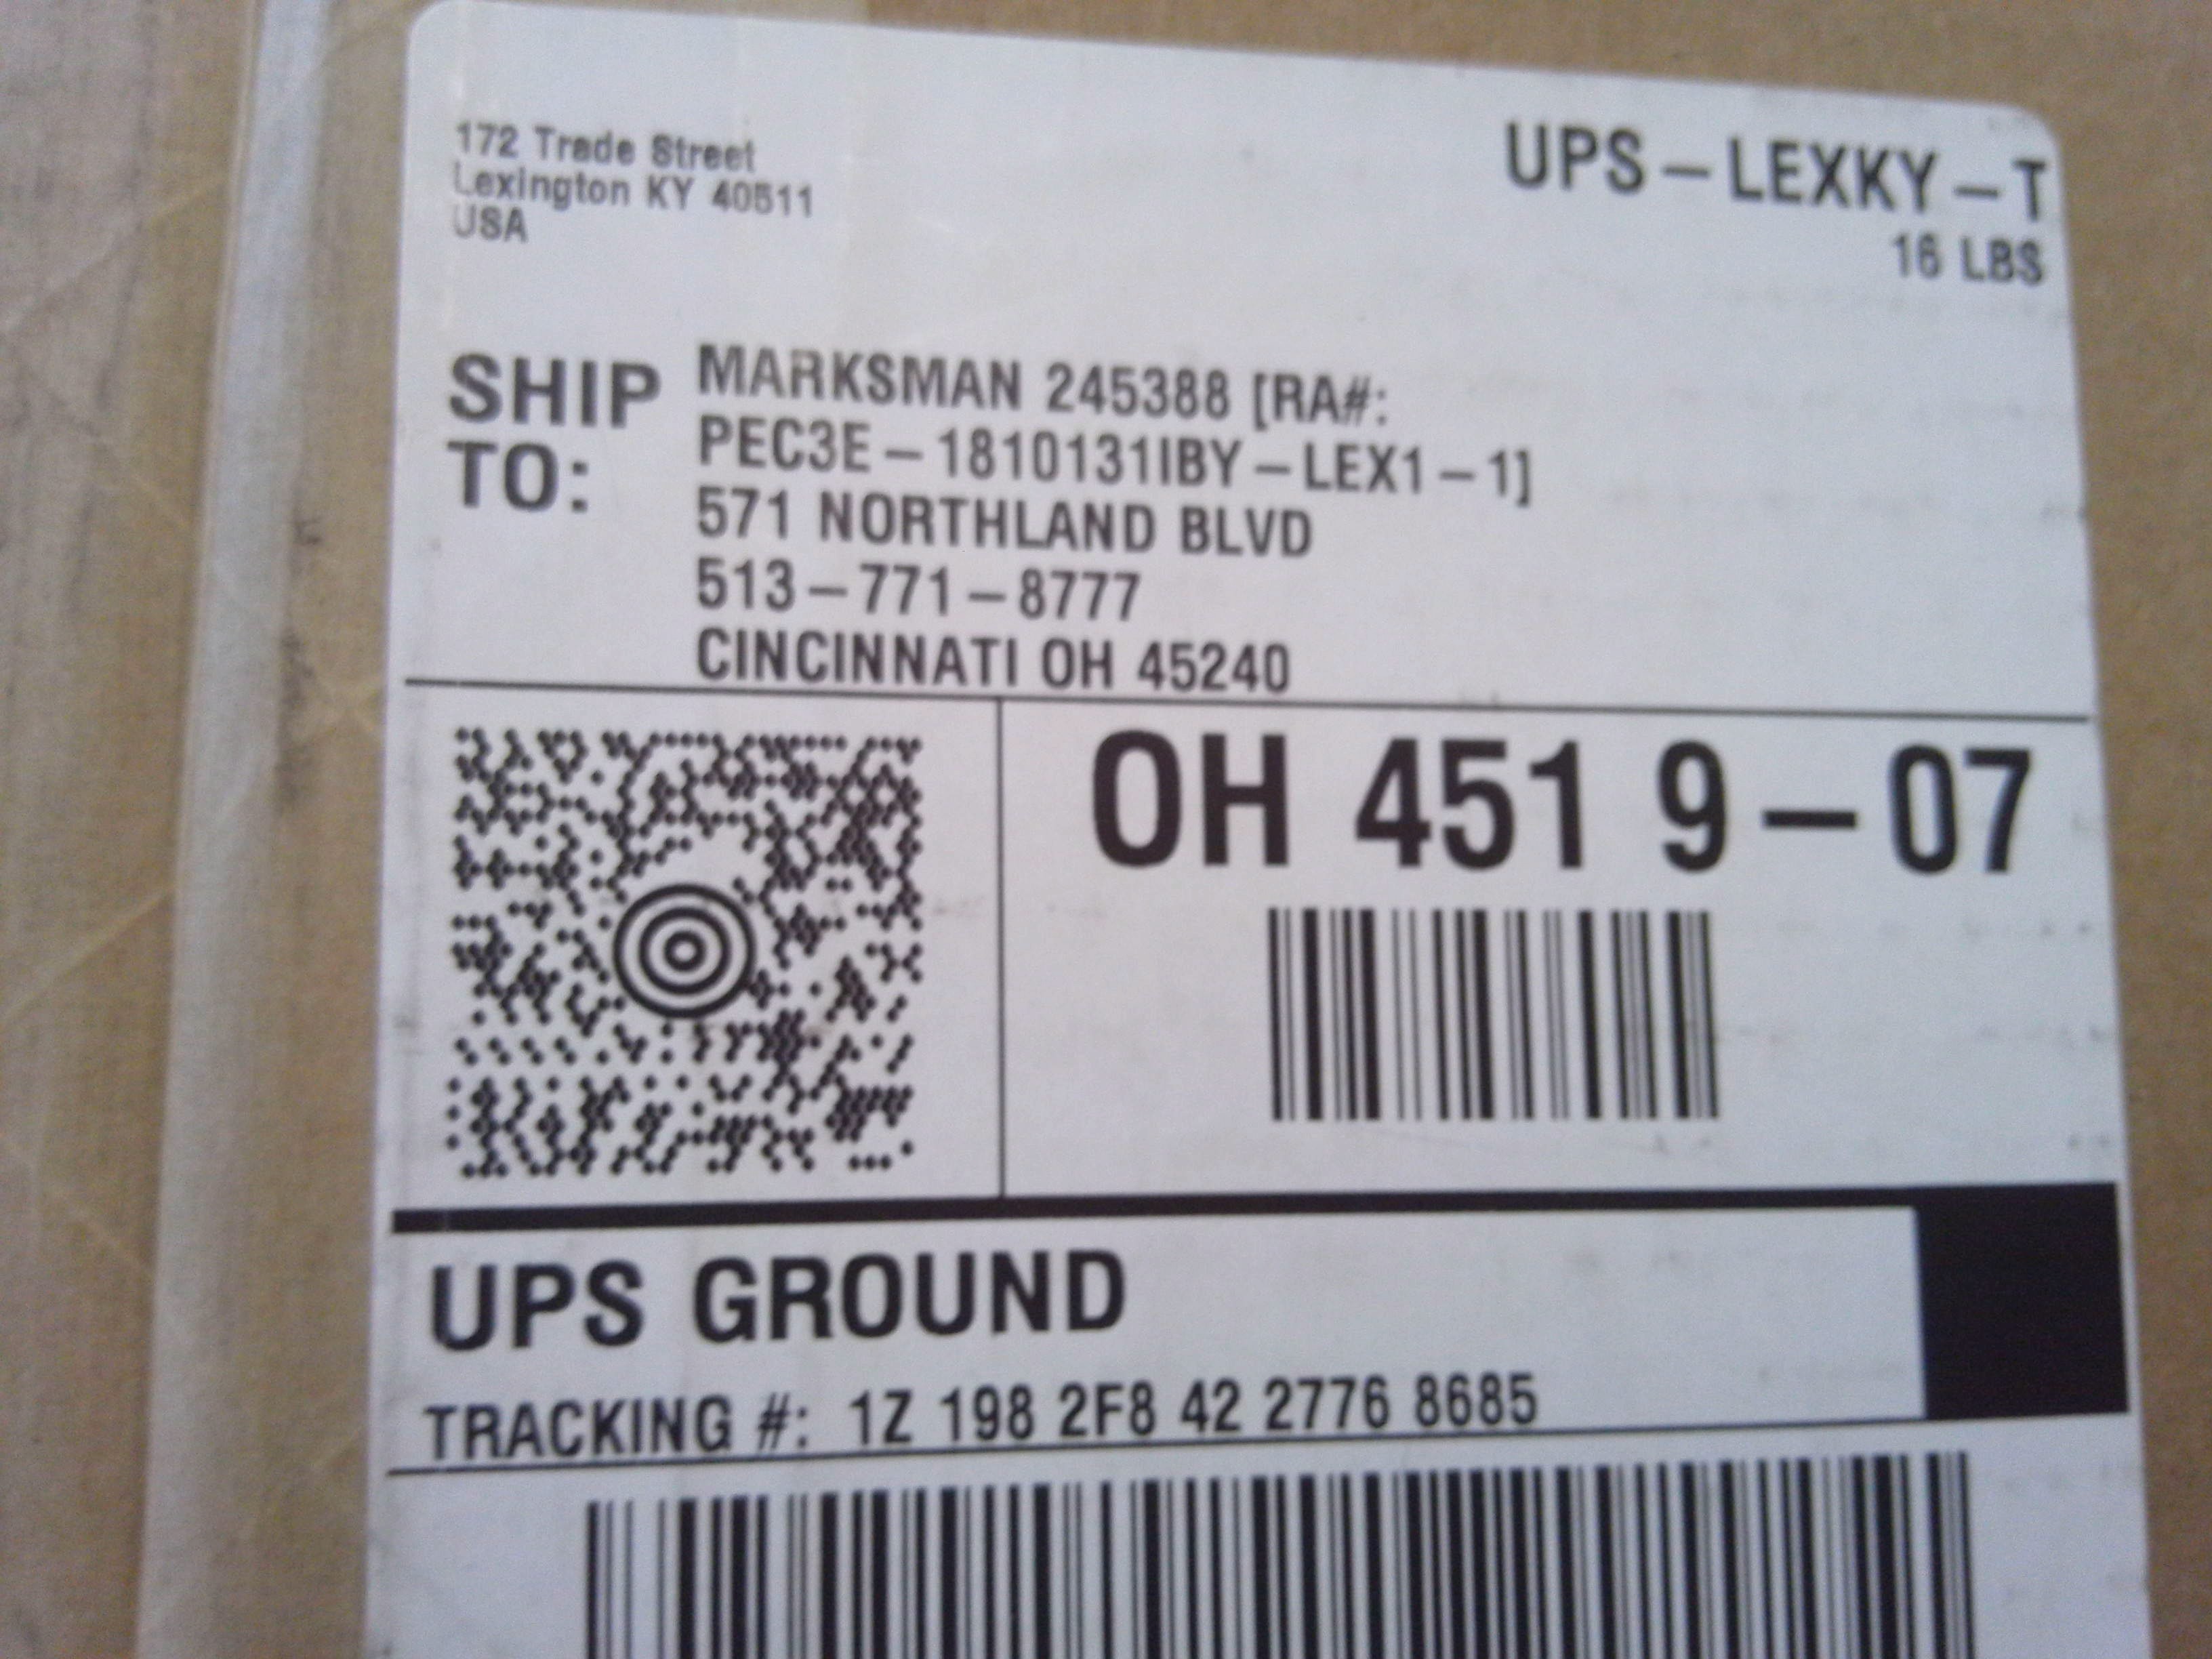 172 Trade Street
Lexington KY 40511
USA
UPS-LEXKY-T
16 LBS
SHIP TO:
MARKSMAN 245388 [RA#:
PEC3E-1810131IBY-LEX1-1]
571 NORTHLAND BLVD
513-771-8777
CINCINNATI OH 45240
OH 451 9-07
UPS GROUND
TRACKING #: 1Z 198 2F8 42 2776 8685